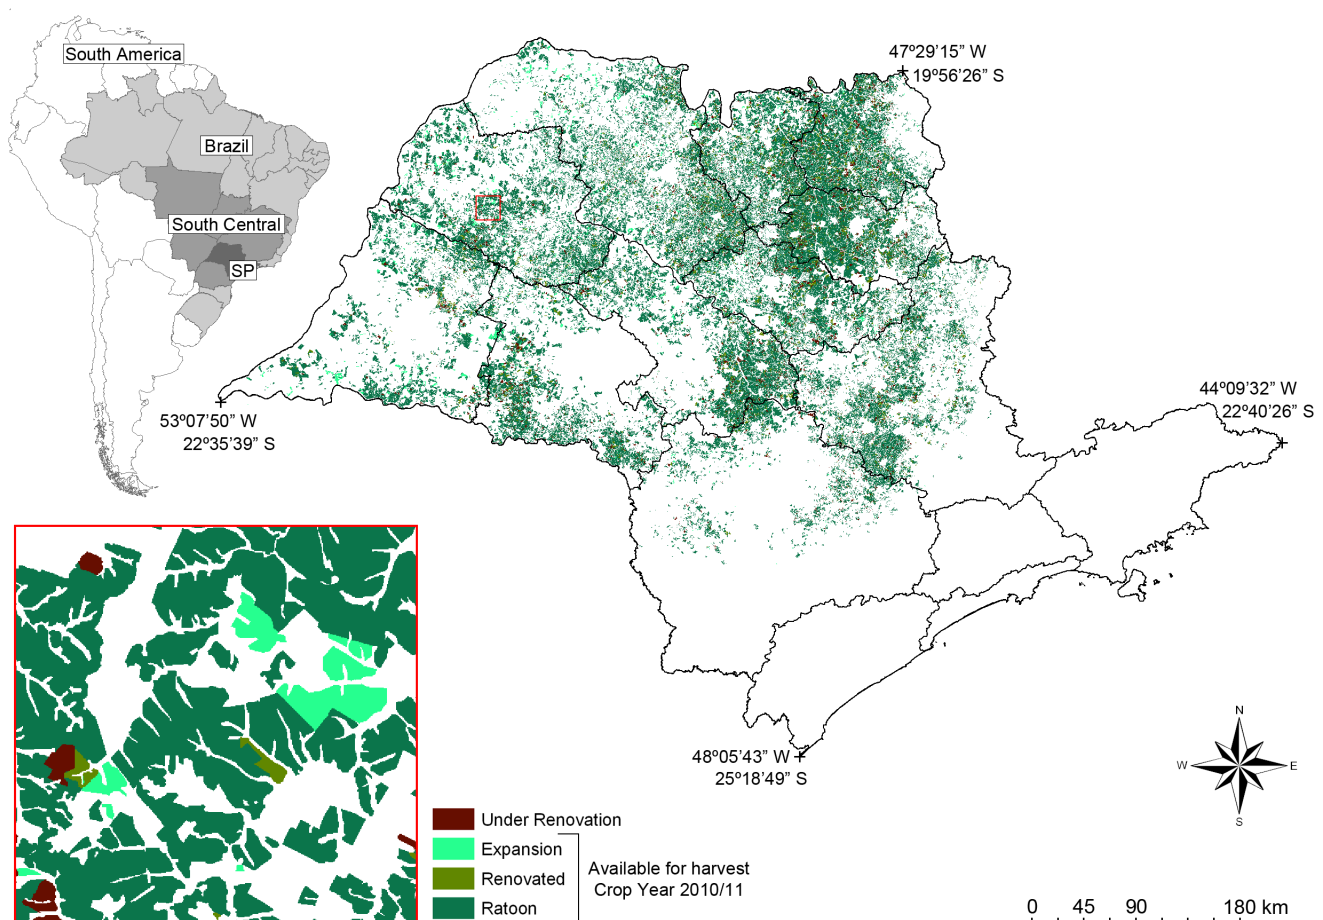 South America
Brazil
South Central
SP
47º29’15” W
19º56’26” S
53º07’50” W
22º35’39” S
44º09’32” W
22º40’26” S
48º05’43” W
25º18’49” S
N
W
E
S
Under Renovation
Expansion
Renovated
Ratoon
Available for harvest
Crop Year 2010/11
0 45 90 180 km